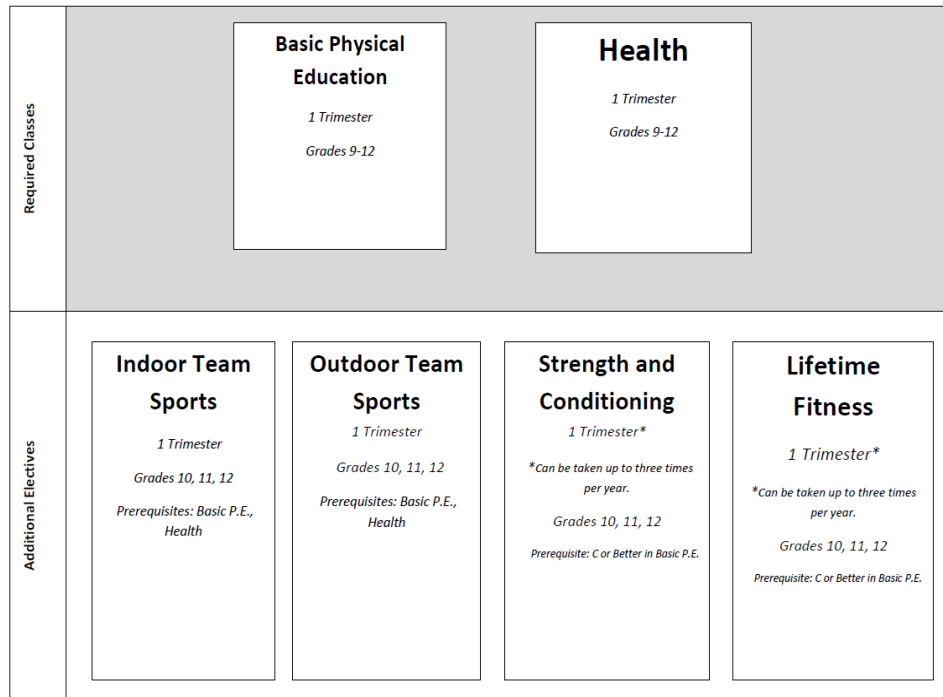 Required Classes
Basic Physical
Education
1 Trimester
Grades 9-12
Health
1 Trimester
Grades 9-12
Additional Electives
Indoor Team
Sports
1 Trimester
Grades 10, 11, 12
Prerequisites: Basic P.E.,
Health
Outdoor Team
Sports
1 Trimester
Grades 10, 11, 12
Prerequisites: Basic P.E.,
Health
Strength and
Conditioning
1 Trimester*
*Can be taken up to three times
per year.
Grades 10, 11, 12
Prerequisite: C or Better in Basic P.E.
Lifetime
Fitness
1 Trimester*
*Can be taken up to three times
per year.
Grades 10, 11, 12
Prerequisite: C or Better in Basic P.E.